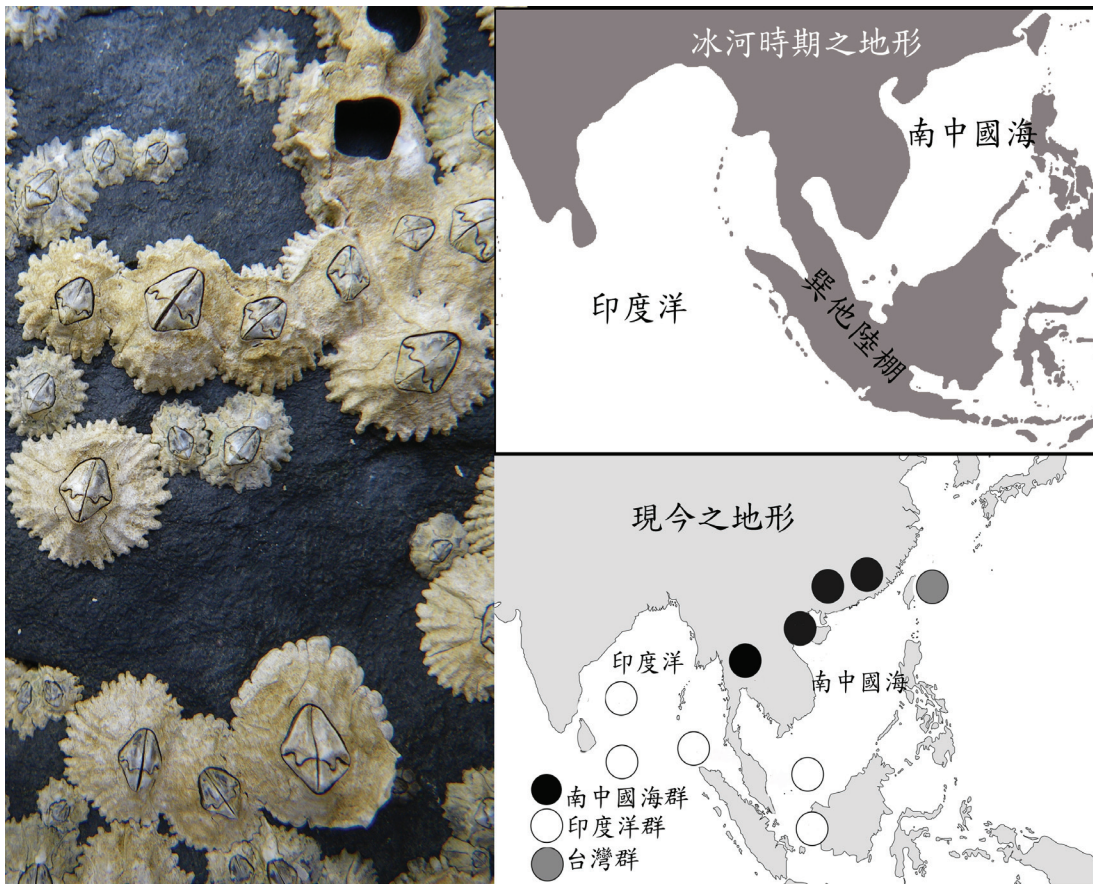 冰河時期之地形
南中國海
印度洋
巽他陸棚
現今之地形
印度洋
南中國海
南中國海群
印度洋群
台灣群